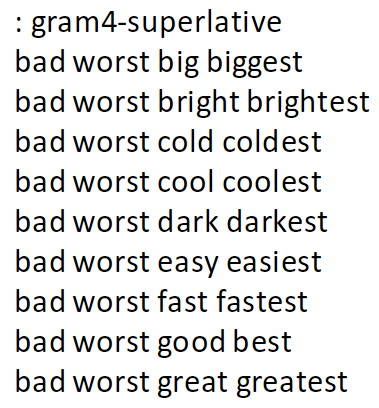 : gram4-superlative
bad worst big biggest
bad worst bright brightest
bad worst cold coldest
bad worst cool coolest
bad worst dark darkest
bad worst easy easiest
bad worst fast fastest
bad worst good best
bad worst great greatest